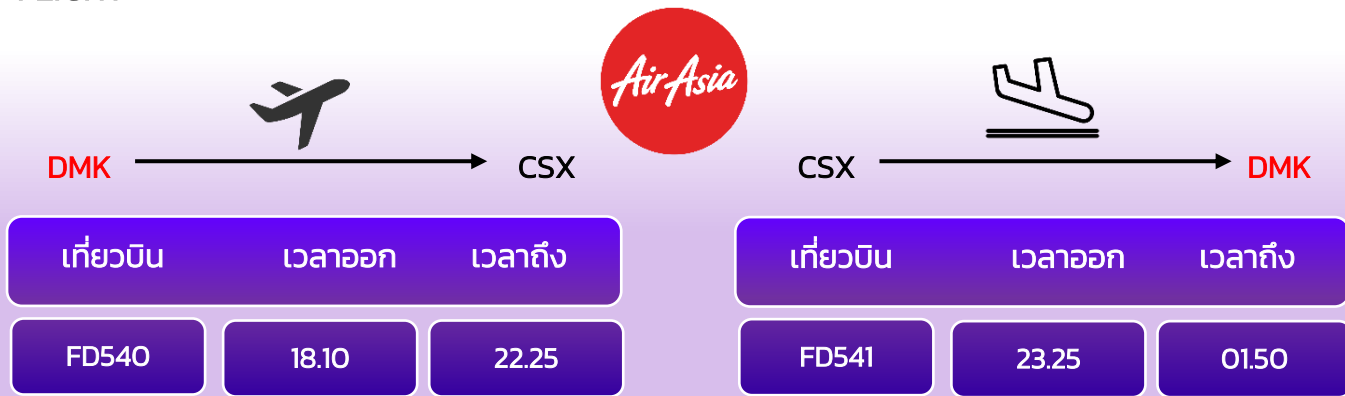 AirAsia
DMK CSX
CSX DMK
เที่ยวบิน เวลาออก เวลาถึง
เที่ยวบิน เวลาออก เวลาถึง
FD540 18.10 22.25
FD541 23.25 01.50